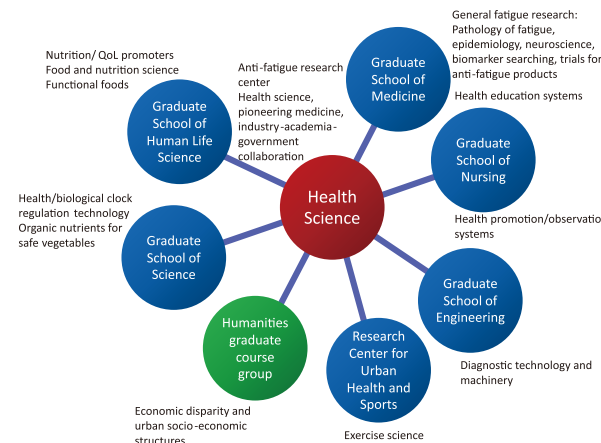 General fatigue research:
Pathology of fatigue,
epidemiology, neuroscience,
biomarker searching, trials for
anti-fatigue products
Graduate
School of
Medicine
Nutrition/ QoL promoters
Food and nutrition science
Functional foods
Anti-fatigue research
center
Health science,
pioneering medicine,
industry-academia-
government
collaboration
Health education systems
Graduate
School of
Human Life
Science
Graduate
School of
Nursing
Health
Science
Health/biological clock
regulation technology
Organic nutrients for
safe vegetables
Health promotion/observatio
systems
Graduate
School of
Science
Graduate
School of
Engineering
Humanities
graduate
course
group
Research
Center for
Urban
Health and
Sports
Diagnostic technology and
machinery
Economic disparity and
urban socio-economic
structures
Exercise science